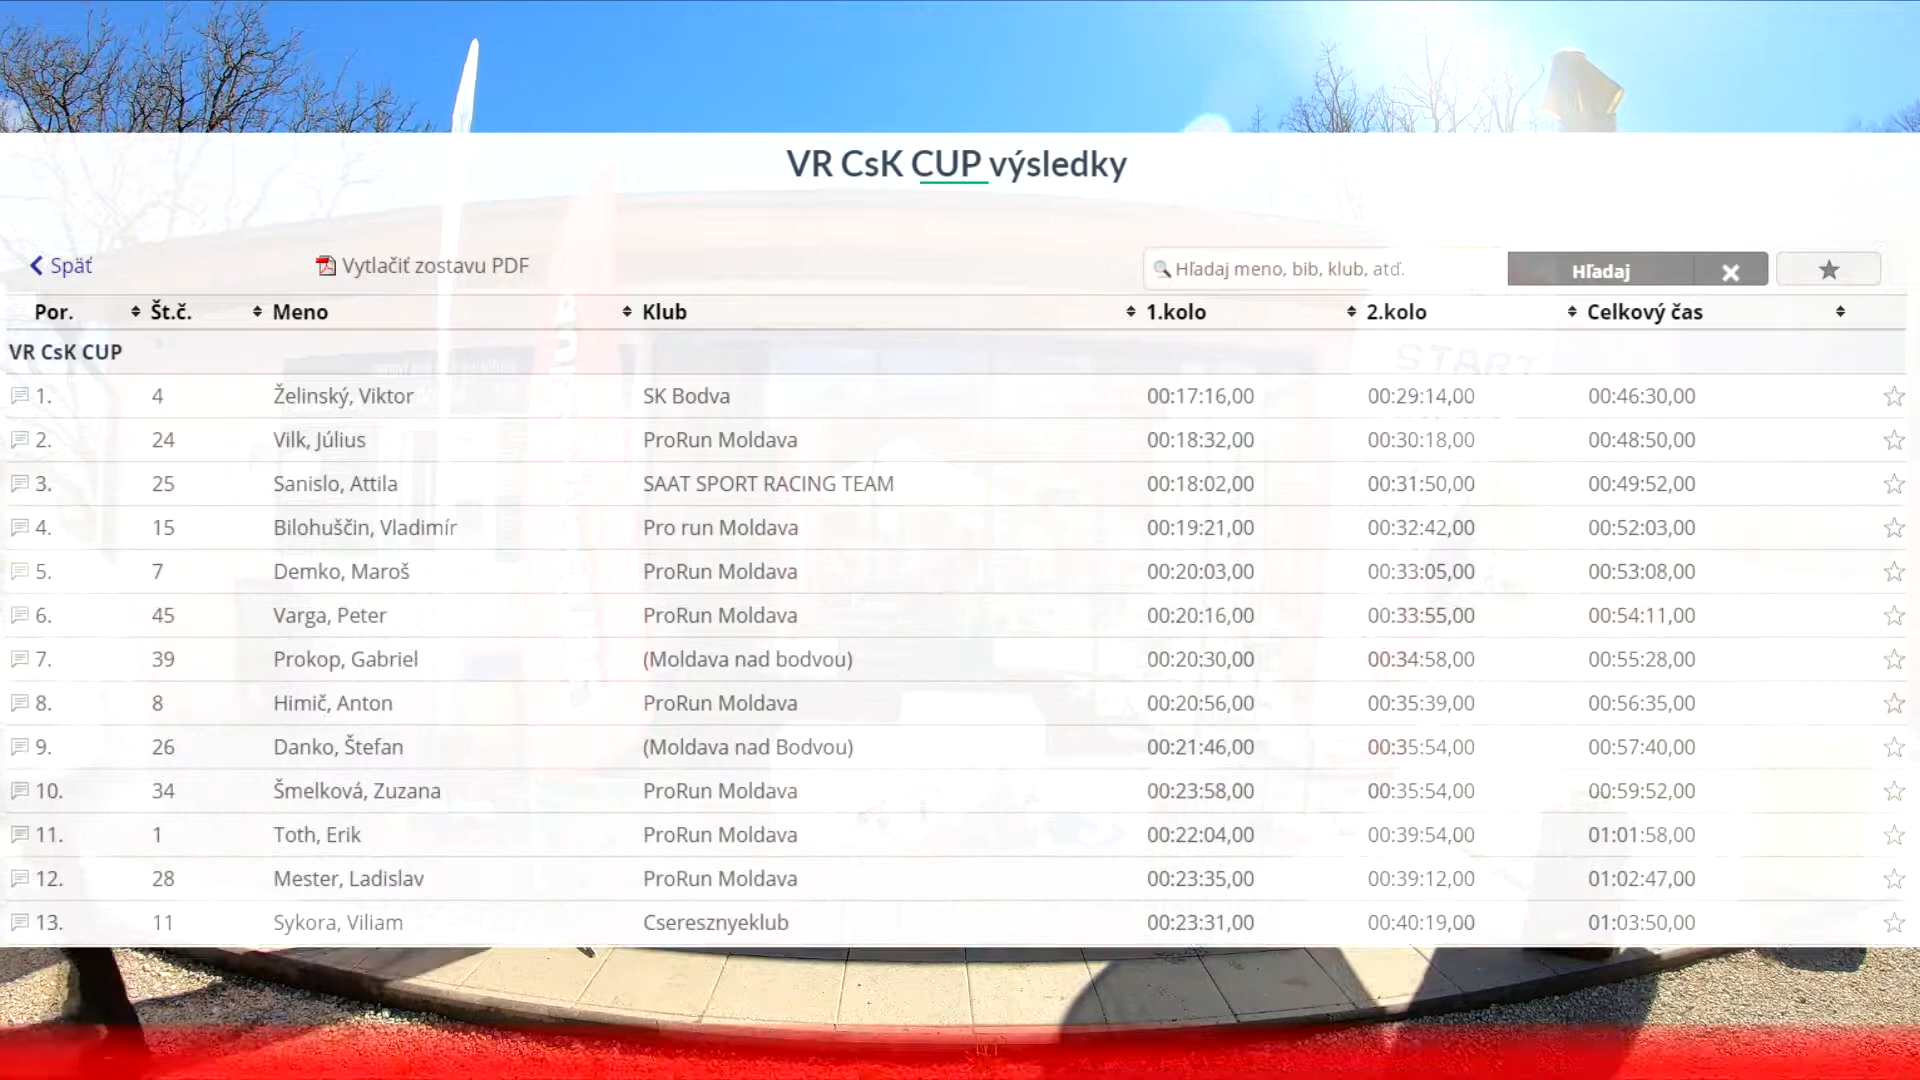 VR CsK CUP výsledky
Späť Vytlačiť zostavu PDF Hľadaj meno, bib, klub, atď. Hľadaj
Por. Št.č. Meno Klub 1.kolo 2.kolo Celkový čas
VR CsK CUP
START
1. 4 Želinský, Viktor SK Bodva 00:17:16,00 00:29:14,00 00:46:30,00
2. 24 Vilk, Július ProRun Moldava 00:18:32,00 00:30:18,00 00:48:50,00
3. 25 Sanislo, Attila SAAT SPORT RACING TEAM 00:18:02,00 00:31:50,00 00:49:52,00
4. 15 Bilohuščin, Vladimír Pro run Moldava 00:19:21,00 00:32:42,00 00:52:03,00
5. 7 Demko, Maroš ProRun Moldava 00:20:03,00 00:33:05,00 00:53:08,00
6. 45 Varga, Peter ProRun Moldava 00:20:16,00 00:33:55,00 00:54:11,00
7. 39 Prokop, Gabriel (Moldava nad bodvou) 00:20:30,00 00:34:58,00 00:55:28,00
8. 8 Himič, Anton ProRun Moldava 00:20:56,00 00:35:39,00 00:56:35,00
9. 26 Danko, Štefan (Moldava nad Bodvou) 00:21:46,00 00:35:54,00 00:57:40,00
10. 34 Šmelková, Zuzana ProRun Moldava 00:23:58,00 00:35:54,00 00:59:52,00
11. 1 Toth, Erik ProRun Moldava 00:22:04,00 00:39:54,00 01:01:58,00
12. 28 Mester, Ladislav ProRun Moldava 00:23:35,00 00:39:12,00 01:02:47,00
13. 11 Sykora, Viliam Cseresznyeklub 00:23:31,00 00:40:19,00 01:03:50,00